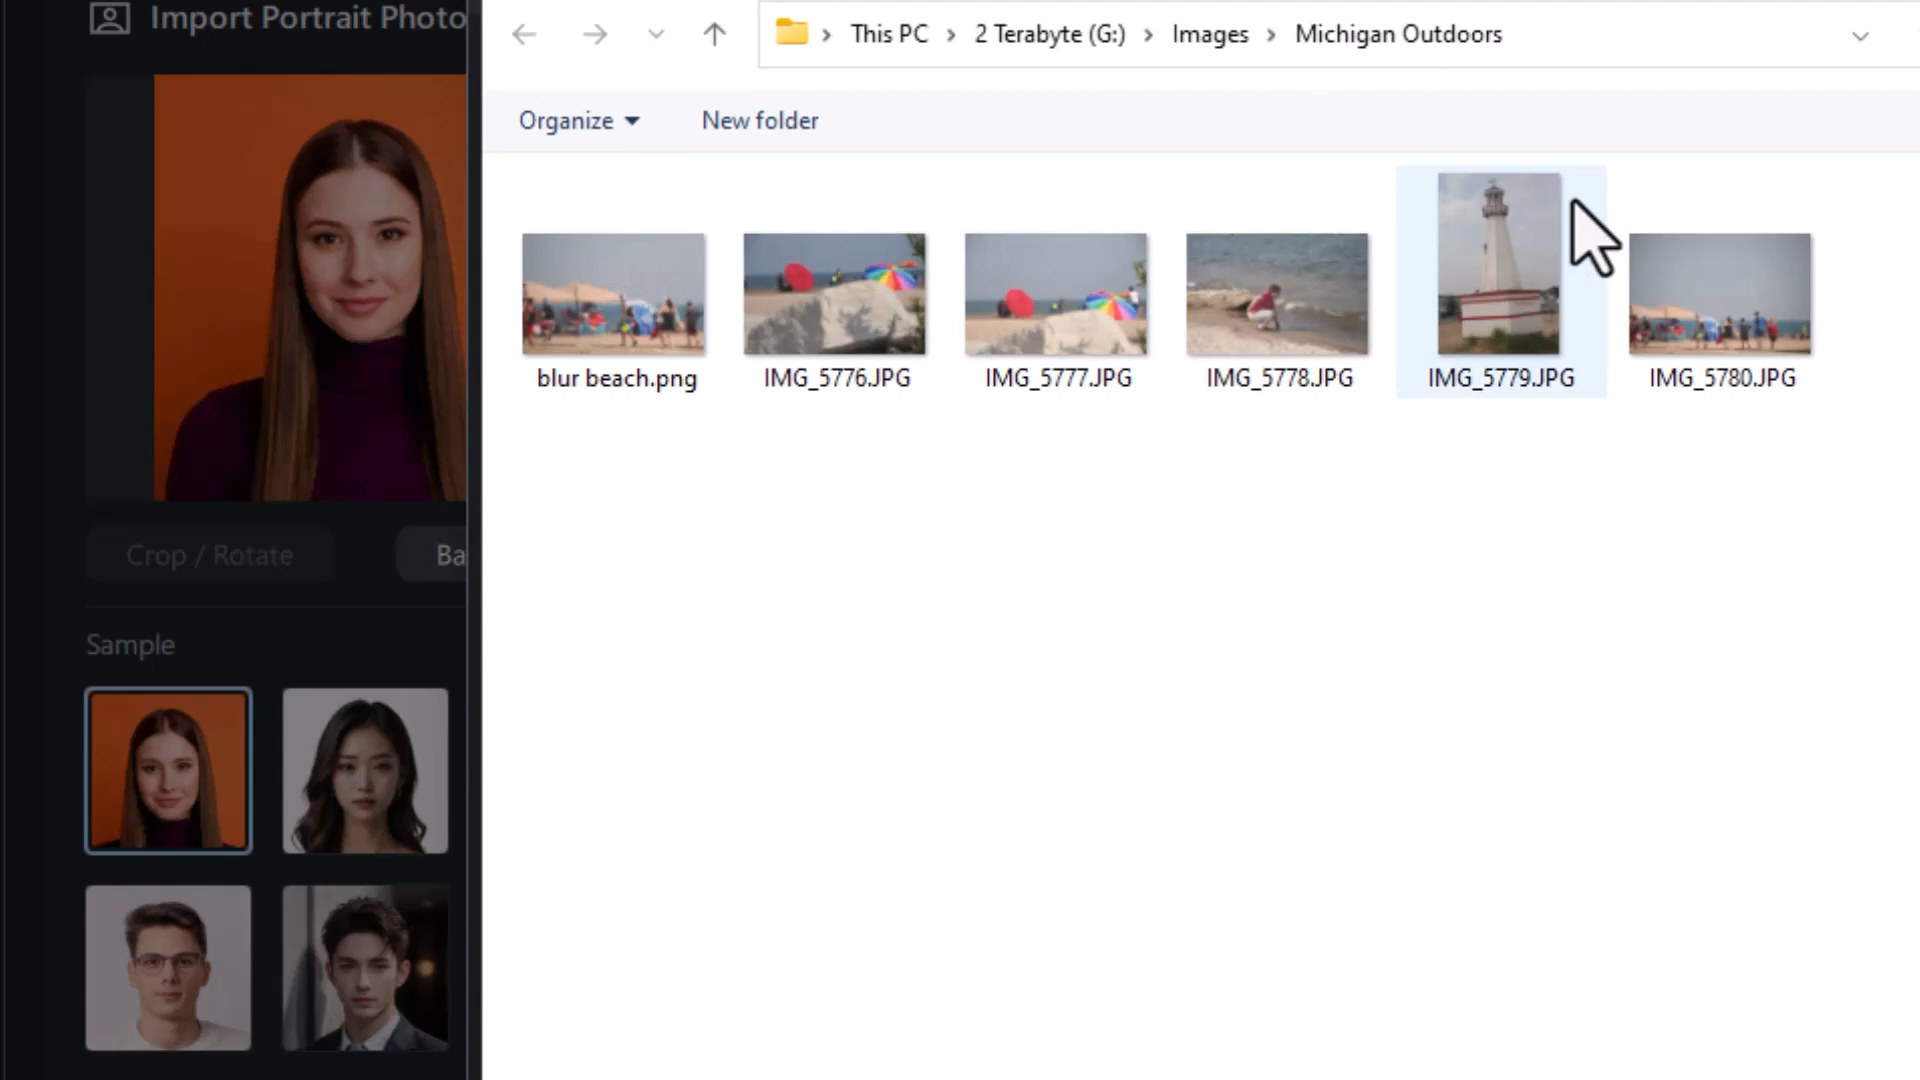 Import Portrait Photo
This PC
2 Terabyte (G:)
Images
Michigan Outdoors
Organize
New folder
blur beach.png
IMG_5776.JPG
IMG_5777.JPG
IMG_5778.JPG
IMG_5779.JPG
IMG_5780.JPG
Crop / Rotate
Ba
Sample